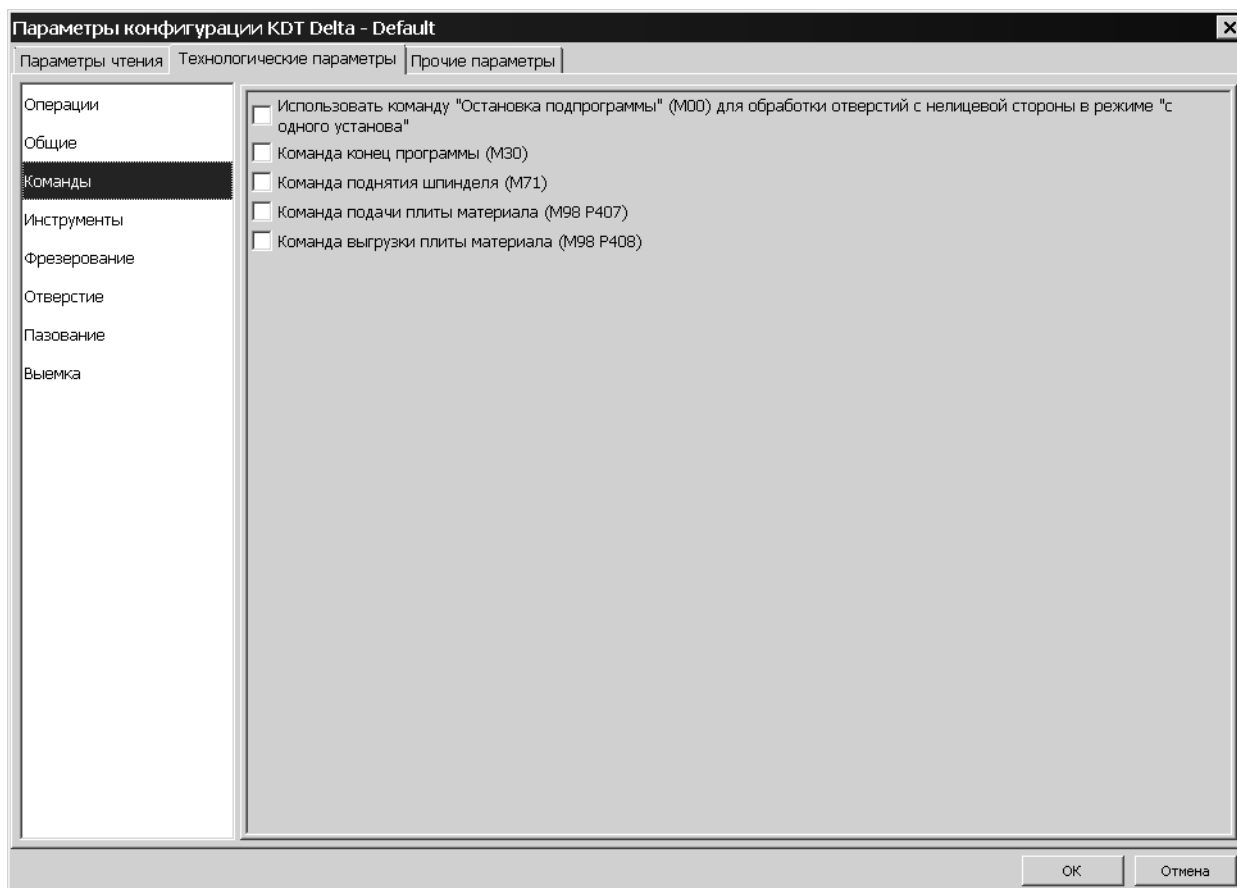 Параметры конфигурации KDT Delta - Default
Параметры чтения
Технологические параметры
Прочие параметры
Операции
Общие
Команды
Инструменты
Фрезерование
Отверстие
Пазование
Выемка
Использовать команду "Остановка подпрограммы" (M00) для обработки отверстий с нелицевой стороны в режиме "с
одного установа"
Команда конец программы (M30)
Команда поднятия шпинделя (M71)
Команда подачи плиты материала (M98 P407)
Команда выгрузки плиты материала (M98 P408)
OK
Отмена